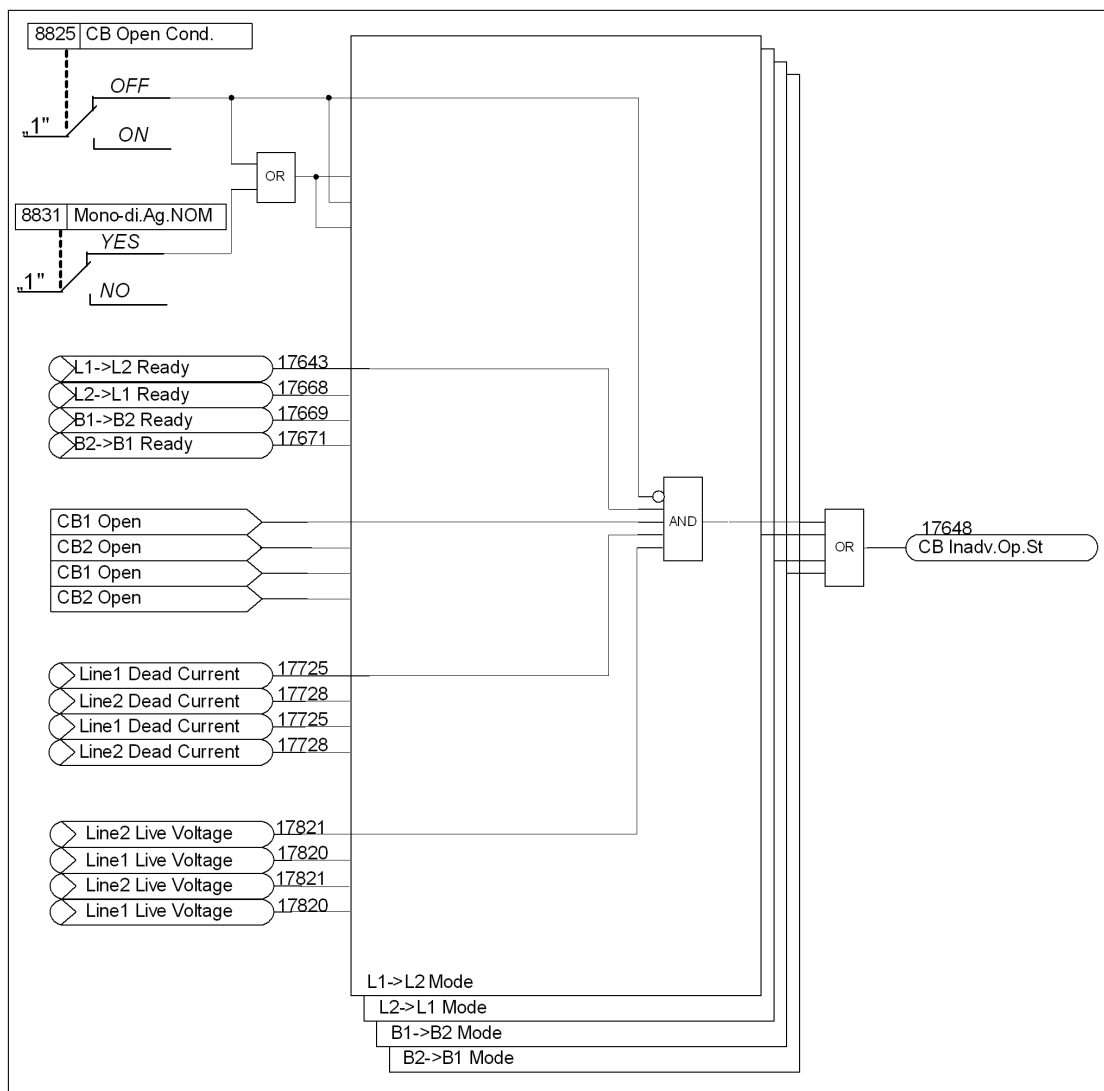 8825 CB Open Cond.
OFF
„1"
ON
OR
8831 Mono-di.Ag.NOM
YES
„1"
NO
L1->L2 Ready 17643
L2->L1 Ready 17668
B1->B2 Ready 17669
B2->B1 Ready 17671
CB1 Open
CB2 Open
CB1 Open
CB2 Open
AND
OR
17648
CB Inadv.Op.St
Line1 Dead Current 17725
Line2 Dead Current 17728
Line1 Dead Current 17725
Line2 Dead Current 17728
Line2 Live Voltage 17821
Line1 Live Voltage 17820
Line2 Live Voltage 17821
Line1 Live Voltage 17820
L1->L2 Mode
L2->L1 Mode
B1->B2 Mode
B2->B1 Mode